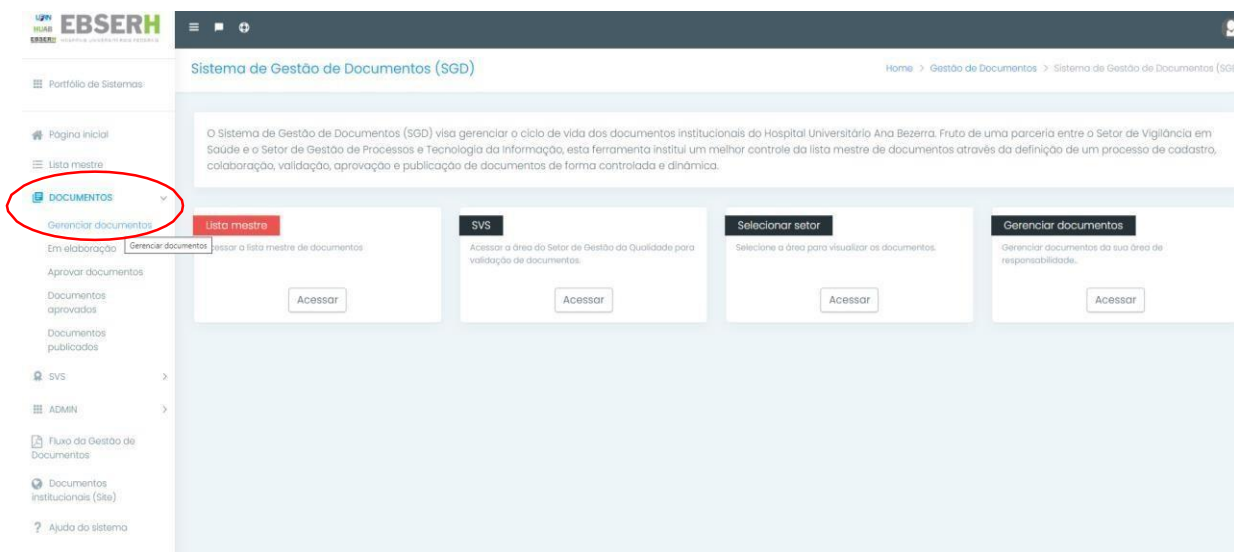 UFRN
HUAB
EBSERH
EBSERH
HOSPITAIS UNIVERSITÁRIOS FEDERAIS
Portfólio de Sistemas
Página inicial
Lista mestre
DOCUMENTOS
Gerenciar documentos
Em elaboração
Gerenciar documentos
Aprovar documentos
Documentos
aprovados
Documentos
publicados
SVS
ADMIN
Fluxo da Gestão de
Documentos
Documentos
institucionais (Site)
? Ajuda do sistema
Sistema de Gestão de Documentos (SGD)
Home > Gestão de Documentos > Sistema de Gestão de Documentos (SG
O Sistema de Gestão de Documentos (SGD) visa gerenciar o ciclo de vida dos documentos institucionais do Hospital Universitário Ana Bezerra. Fruto de uma parceria entre o Setor de Vigilância em
Saúde e o Setor de Gestão de Processos e Tecnologia da Informação, esta ferramenta institui um melhor controle da lista mestre de documentos através da definição de um processo de cadastro,
colaboração, validação, aprovação e publicação de documentos de forma controlada e dinâmica.
Lista mestre
essar a lista mestre de documentos
Acessar
SVS
Acessar a área do Setor de Gestão da Qualidade para
validação de documentos.
Acessar
Selecionar setor
Selecione a área para visualizar os documentos.
Acessar
Gerenciar documentos
Gerenciar documentos da sua área de
responsabilidade..
Acessar